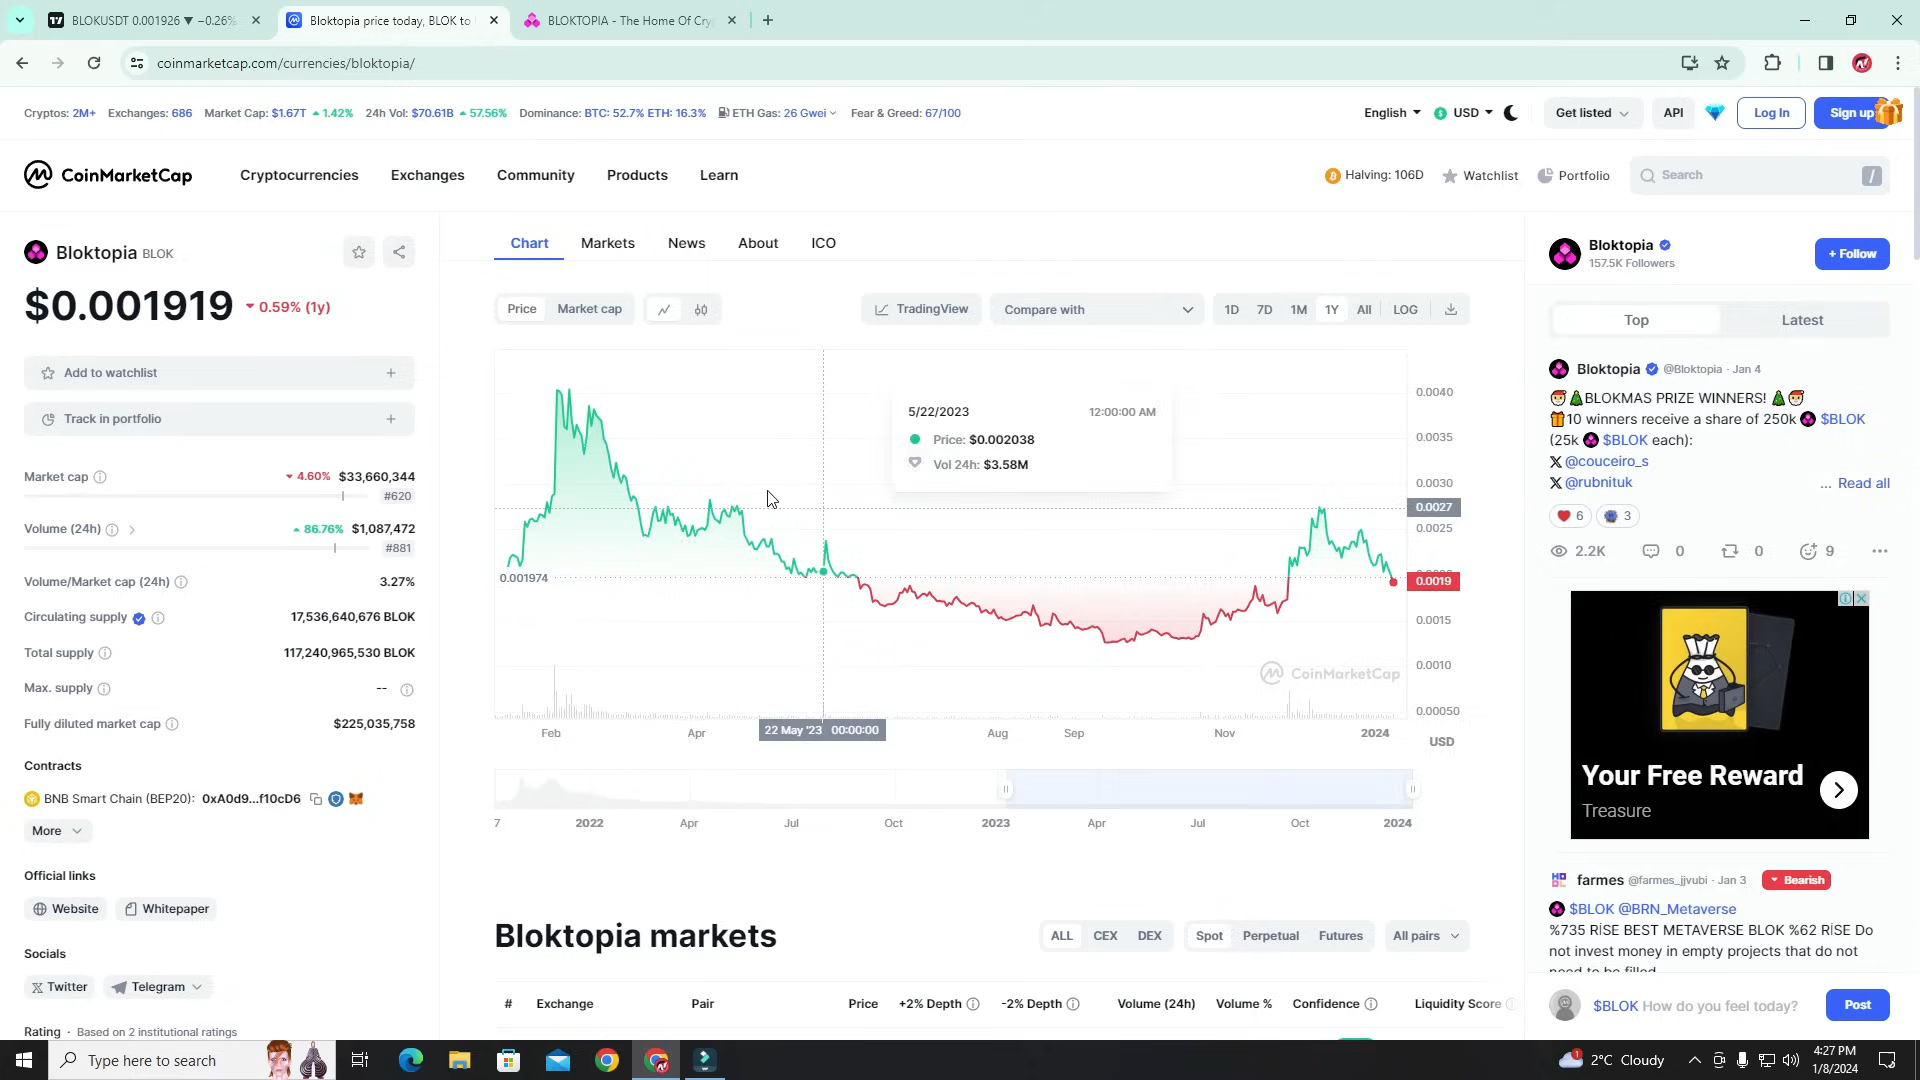 BLOKUSDT 0.001926 ▼ −0.26%
Bloktopia price today, BLOK to
BLOKTOPIA - The Home Of Cry
coinmarketcap.com/currencies/bloktopia/
Cryptos: 2M+ Exchanges: 686 Market Cap: $1.67T 1.42% 24h Vol: $70.61B 57.56% Dominance: BTC: 52.7% ETH: 16.3% ETH Gas: 26 Gwei Fear & Greed: 67/100
English USD Get listed API Log In Sign up
CoinMarketCap Cryptocurrencies Exchanges Community Products Learn
Halving: 106D Watchlist Portfolio Search /
Bloktopia BLOK
$0.001919 0.59% (1y)
Add to watchlist +
Track in portfolio +
Market cap 4.60% $33,660,344
#620
Volume (24h) 86.76% $1,087,472
#881
Volume/Market cap (24h) 3.27%
Circulating supply 17,536,640,676 BLOK
Total supply 117,240,965,530 BLOK
Max. supply --
Fully diluted market cap $225,035,758
Contracts
BNB Smart Chain (BEP20): 0xA0d9...f10cD6
More
Official links
Website Whitepaper
Socials
Twitter Telegram
Rating · Based on 2 institutional ratings
Chart Markets News About ICO
Price Market cap
TradingView Compare with 1D 7D 1M 1Y All LOG
5/22/2023 12:00:00 AM
Price: $0.002038
Vol 24h: $3.58M
0.0040
0.0035
0.0030
0.0027
0.0025
0.001974
0.0019
0.0015
0.0010
0.00050
CoinMarketCap
Feb Apr 22 May '23 00:00:00 Aug Sep Nov 2024
USD
7 2022 Apr Jul Oct 2023 Apr Jul Oct 2024
Bloktopia markets
ALL CEX DEX Spot Perpetual Futures All pairs
# Exchange Pair Price +2% Depth -2% Depth Volume (24h) Volume % Confidence Liquidity Score
Bloktopia
157.5K Followers
+ Follow
Top Latest
Bloktopia @Bloktopia · Jan 4
🎅🎄BLOKMAS PRIZE WINNERS! 🎄🎅
🎁10 winners receive a share of 250k $BLOK
(25k $BLOK each):
X @couceiro_s
X @rubnituk ... Read all
6 3
2.2K 0 0 9
Your Free Reward
Treasure
farmes @farmes_jjvubi · Jan 3 Bearish
$BLOK @BRN_Metaverse
%735 RİSE BEST METAVERSE BLOK %62 RİSE Do
not invest money in empty projects that do not
need to be filled
$BLOK How do you feel today? Post
Type here to search
1 2°C Cloudy
4:27 PM
1/8/2024